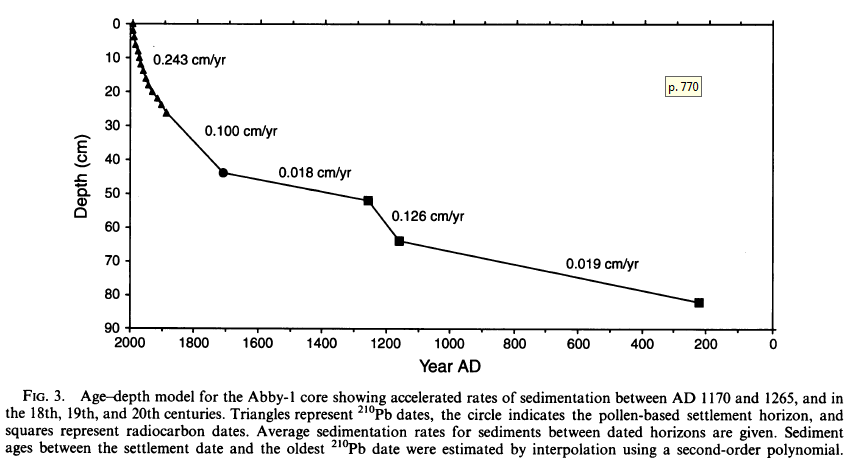 0
10
20
30
40
50
60
70
80
90
Depth (cm)
0.243 cm/yr
p. 770
0.100 cm/yr
0.018 cm/yr
0.126 cm/yr
0.019 cm/yr
2000 1800 1600 1400 1200 1000 800 600 400 200 0
Year AD
FIG. 3. Age–depth model for the Abby-1 core showing accelerated rates of sedimentation between AD 1170 and 1265, and in
the 18th, 19th, and 20th centuries. Triangles represent ²¹⁰Pb dates, the circle indicates the pollen-based settlement horizon, and
squares represent radiocarbon dates. Average sedimentation rates for sediments between dated horizons are given. Sediment
ages between the settlement date and the oldest ²¹⁰Pb date were estimated by interpolation using a second-order polynomial.